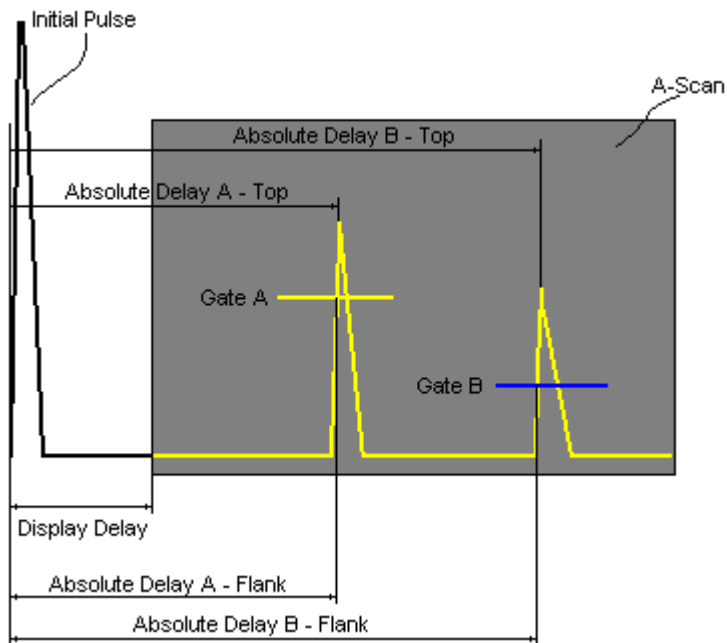 Initial Pulse
A-Scan
Absolute Delay B - Top
Absolute Delay A - Top
Gate A
Gate B
Display Delay
Absolute Delay A - Flank
Absolute Delay B - Flank